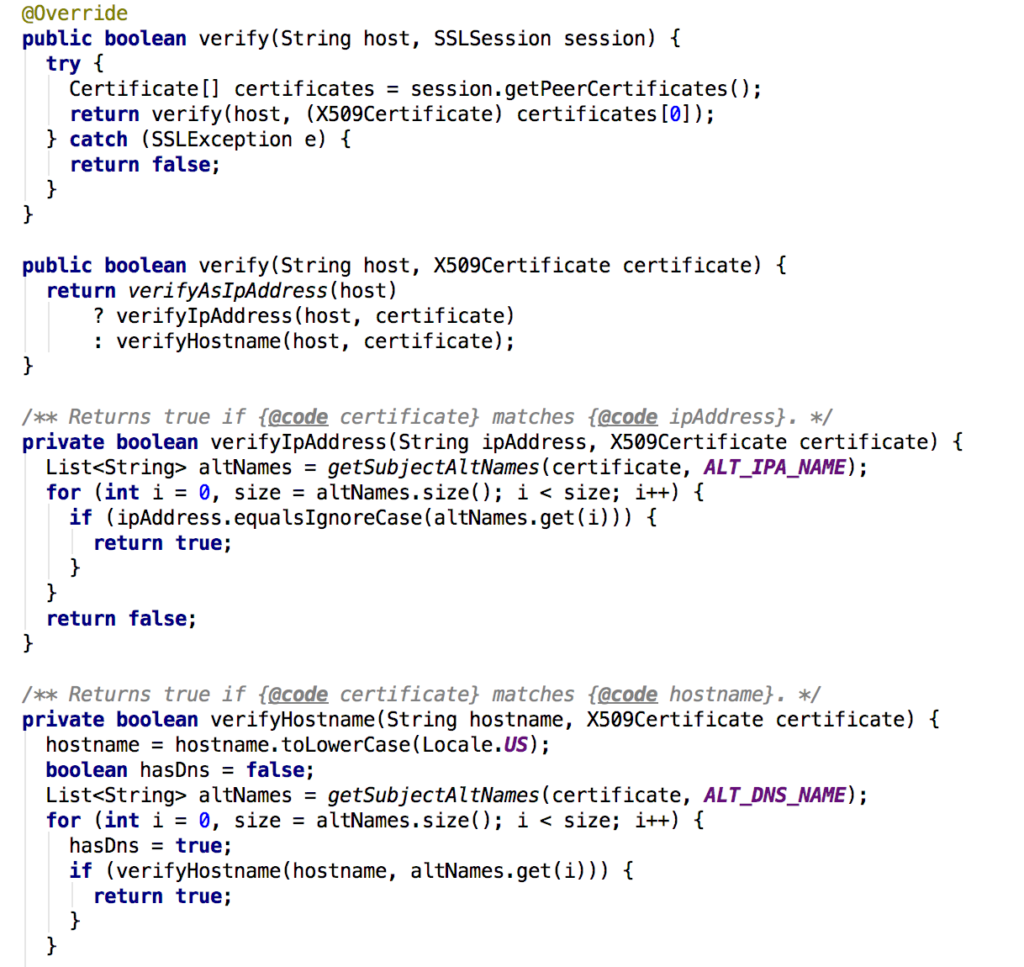 @Override
public boolean verify(String host, SSLSession session) {
  try {
    Certificate[] certificates = session.getPeerCertificates();
    return verify(host, (X509Certificate) certificates[0]);
  } catch (SSLException e) {
    return false;
  }
}

public boolean verify(String host, X509Certificate certificate) {
  return verifyAsIpAddress(host)
      ? verifyIpAddress(host, certificate)
      : verifyHostname(host, certificate);
}

/** Returns true if {@code certificate} matches {@code ipAddress}. */
private boolean verifyIpAddress(String ipAddress, X509Certificate certificate) {
  List<String> altNames = getSubjectAltNames(certificate, ALT_IPA_NAME);
  for (int i = 0, size = altNames.size(); i < size; i++) {
    if (ipAddress.equalsIgnoreCase(altNames.get(i))) {
      return true;
    }
  }
  return false;
}

/** Returns true if {@code certificate} matches {@code hostname}. */
private boolean verifyHostname(String hostname, X509Certificate certificate) {
  hostname = hostname.toLowerCase(Locale.US);
  boolean hasDns = false;
  List<String> altNames = getSubjectAltNames(certificate, ALT_DNS_NAME);
  for (int i = 0, size = altNames.size(); i < size; i++) {
    hasDns = true;
    if (verifyHostname(hostname, altNames.get(i))) {
      return true;
    }
  }